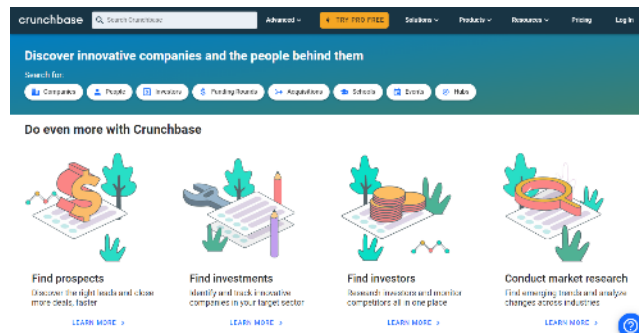 crunchbase Search Crunchbase Advanced TRY PRO FREE Solutions Products Resources Pricing Log In
Discover innovative companies and the people behind them
Search for:
Companies People Investors Funding Rounds Acquisitions Schools Events Hubs
Do even more with Crunchbase
Find prospects Find investments Find investors Conduct market research
Discover the right leads and close Identify and track innovative Research investors and monitor Find emerging trends and analyze
more deals, faster companies in your target sector competitors all in one place changes across industries
LEARN MORE > LEARN MORE > LEARN MORE > LEARN MORE >
?